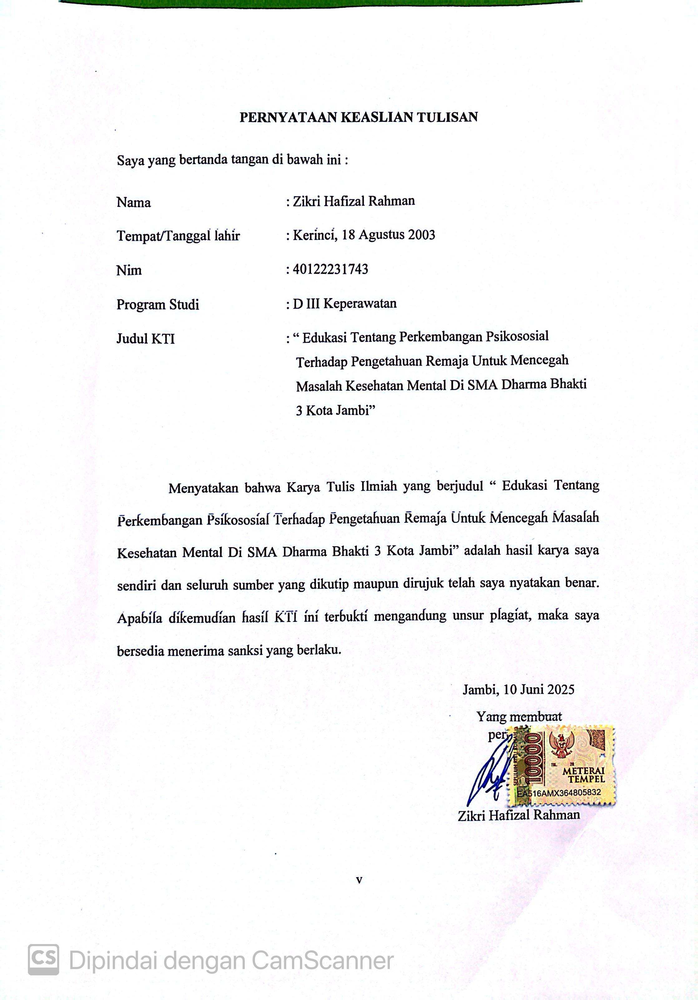 PERNYATAAN KEASLIAN TULISAN
Saya yang bertanda tangan di bawah ini :
Nama : Zikri Hafizal Rahman
Tempat/Tanggal lahir : Kerinci, 18 Agustus 2003
Nim : 40122231743
Program Studi : D III Keperawatan
Judul KTI : “ Edukasi Tentang Perkembangan Psikososial
Terhadap Pengetahuan Remaja Untuk Mencegah
Masalah Kesehatan Mental Di SMA Dharma Bhakti
3 Kota Jambi”
Menyatakan bahwa Karya Tulis Ilmiah yang berjudul “ Edukasi Tentang
Perkembangan Psikososial Terhadap Pengetahuan Remaja Untuk Mencegah Masalah
Kesehatan Mental Di SMA Dharma Bhakti 3 Kota Jambi” adalah hasil karya saya
sendiri dan seluruh sumber yang dikutip maupun dirujuk telah saya nyatakan benar.
Apabila dikemudian hasil KTI ini terbukti mengandung unsur plagiat, maka saya
bersedia menerima sanksi yang berlaku.
Jambi, 10 Juni 2025
Yang membuat
SEPULUH RIBU RUPIAH
10000
TGL. 20
METERAI
TEMPEL
EA516AMX364805832
Zikri Hafizal Rahman
v
CS Dipindai dengan CamScanner